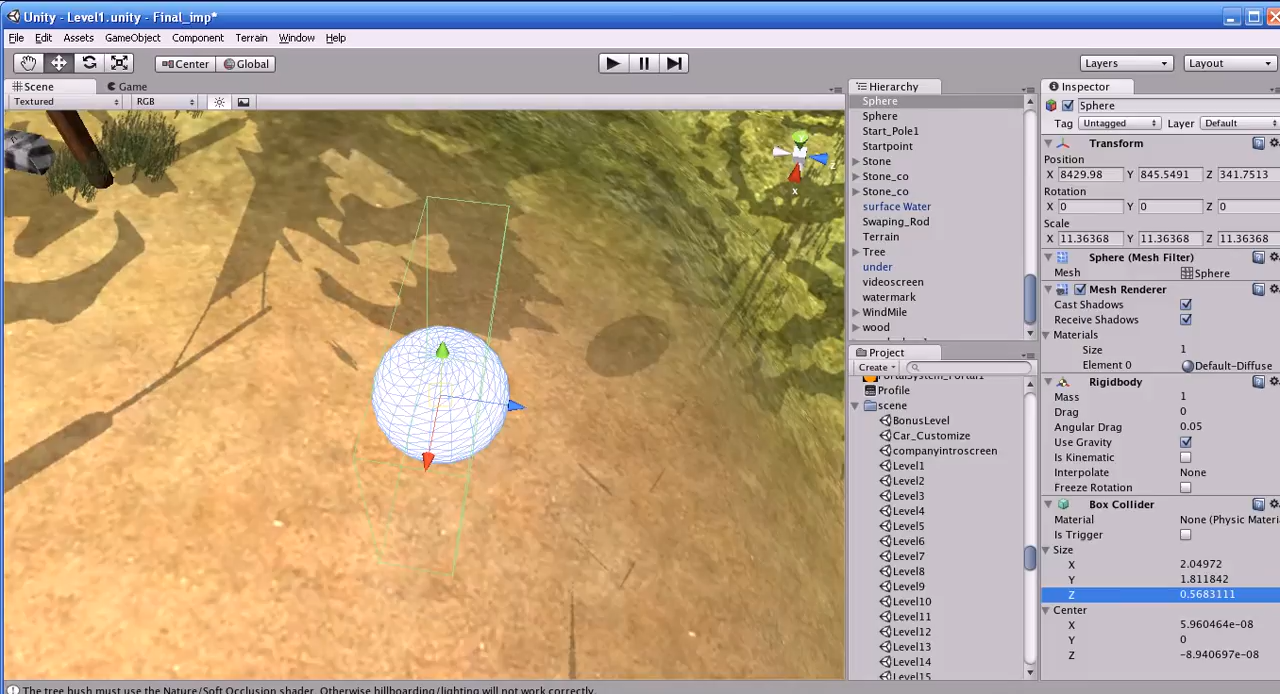 Unity - Level1.unity - Final_imp*
File Edit Assets GameObject Component Terrain Window Help
Center Global Layers Layout
Scene Game
Textured RGB
x
z
Hierarchy
Sphere
Sphere
Start_Pole1
Startpoint
Stone
Stone_co
Stone_co
surface Water
Swaping_Rod
Terrain
Tree
under
videoscreen
watermark
WindMile
wood
Project
Create
Profile
scene
BonusLevel
Car_Customize
companyintroscreen
Level1
Level2
Level3
Level4
Level5
Level6
Level7
Level8
Level9
Level10
Level11
Level12
Level13
Level14
Level15
Inspector
Sphere
Tag Untagged Layer Default
Transform
Position
X 8429.98 Y 845.5491 Z 341.7513
Rotation
X 0 Y 0 Z 0
Scale
X 11.36368 Y 11.36368 Z 11.36368
Sphere (Mesh Filter)
Mesh Sphere
Mesh Renderer
Cast Shadows
Receive Shadows
Materials
Size 1
Element 0 Default-Diffuse
Rigidbody
Mass 1
Drag 0
Angular Drag 0.05
Use Gravity
Is Kinematic
Interpolate None
Freeze Rotation
Box Collider
Material None (Physic Materi
Is Trigger
Size
X 2.04972
Y 1.811842
Z 0.5683111
Center
X 5.960464e-08
Y 0
Z -8.940697e-08
The tree bush must use the Nature/Soft Occlusion shader. Otherwise billboarding/lighting will not work correctly.